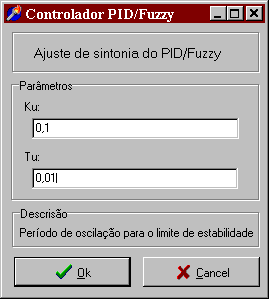 Controlador PID/Fuzzy
Ajuste de sintonia do PID/Fuzzy
Parâmetros
Ku:
0,1
Tu:
0,01
Descrisão
Período de oscilação para o limite de estabilidade
Ok
Cancel